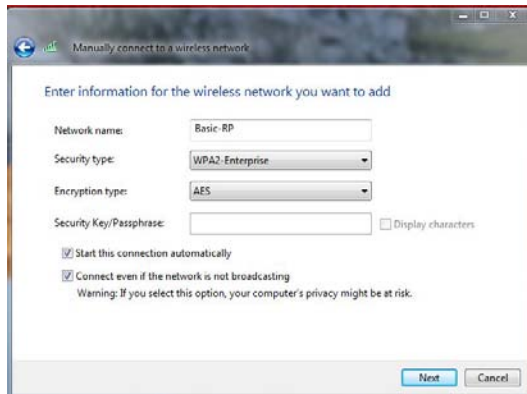 Manually connect to a wireless network
Enter information for the wireless network you want to add
Network name: Basic-RP
Security type: WPA2-Enterprise
Encryption type: AES
Security Key/Passphrase: Display characters
Start this connection automatically
Connect even if the network is not broadcasting
Warning: If you select this option, your computer's privacy might be at risk.
Next Cancel